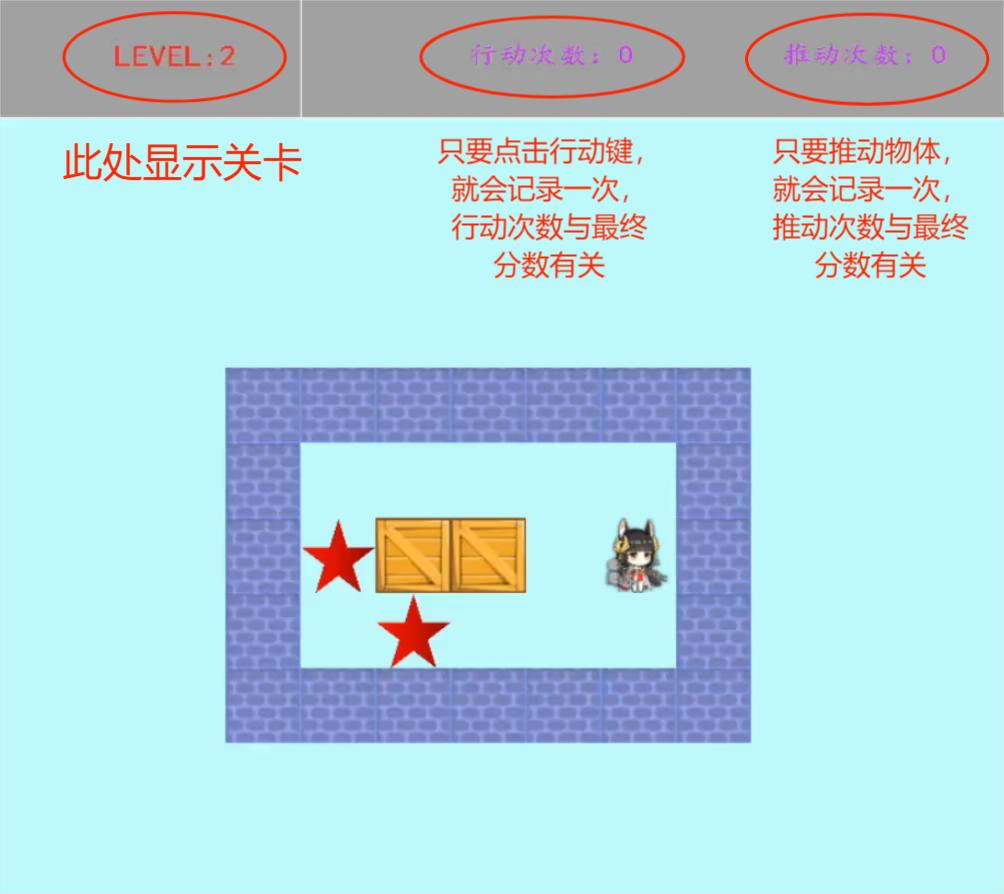 LEVEL:2
行动次数：0
推动次数：0
此处显示关卡
只要点击行动键，
就会记录一次，
行动次数与最终
分数有关
只要推动物体，
就会记录一次，
推动次数与最终
分数有关